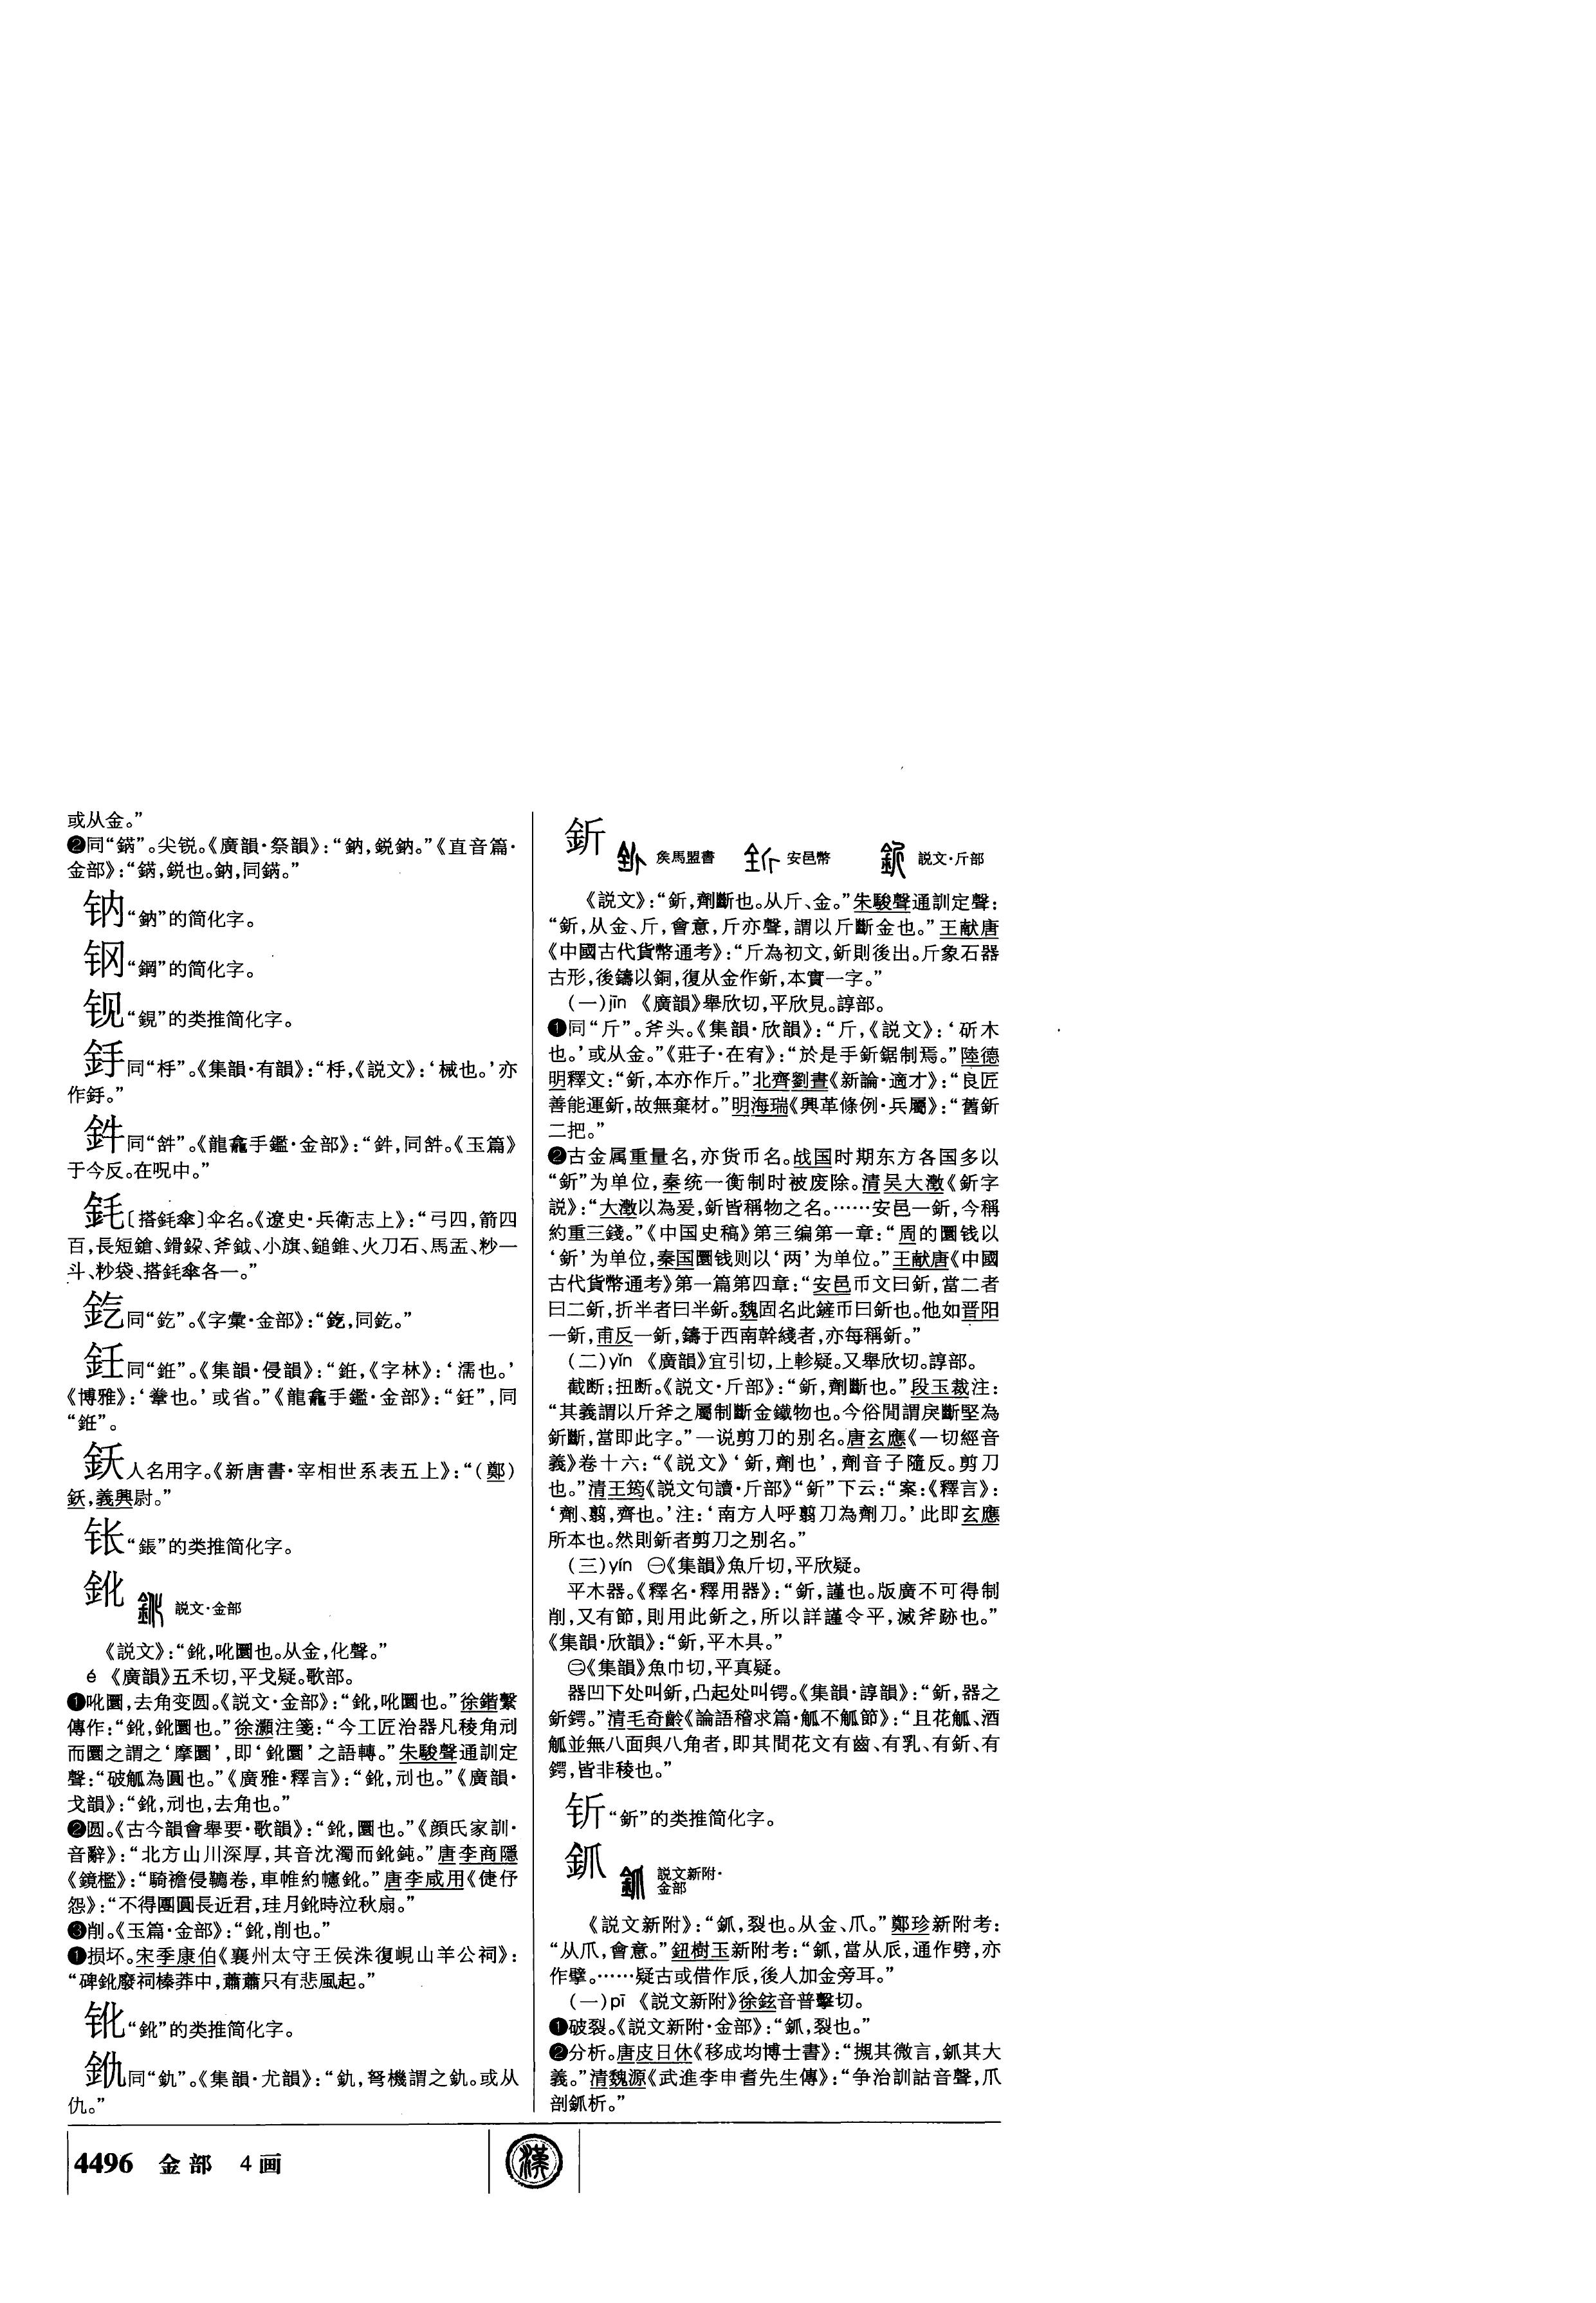 或从金。”
❷同“𨨏”。尖锐。《廣韻·祭韻》：“鈉，鋭鈉。”《直音篇·
金部》：“，鋭也。鈉，同。”
钠“鈉”的简化字。
钢“鋼”的简化字。
钡“鋇”的类推简化字。
同“杽”。《集韻·有韻》：“杽，《説文》：‘械也。’亦
作。”
同“”。《龍龕手鑑·金部》：“，同。《玉篇》
于今反。在呪中。”
〔搭傘〕伞名。《遼史·兵衛志上》：“弓四，箭四
百，長短鎗、、斧鉞、小旗、鎚錐、火刀石、馬盂、粆一
斗、粆袋、搭傘各一。”
同“釳”。《字彙·金部》：“，同釳。”
鈓同“銋”。《集韻·侵韻》：“銋，《字林》：‘濡也。’
《博雅》：‘韏也。’或省。”《龍龕手鑑·金部》：“鈓”，同
“銋”。
人名用字。《新唐書·宰相世系表五上》：“（鄭）
，義興尉。”
“鋹”的类推简化字。
鈋 説文·金部
《説文》：“鈋，吪圜也。从金，化聲。”
é 《廣韻》五禾切，平戈疑。歌部。
❶吪圜，去角变圆。《説文·金部》：“鈋，吪圜也。”徐鍇繫
傳作：“鈋，鈋圜也。”徐灝注箋：“今工匠治器凡稜角刓
而圜之謂之‘摩圜’，即‘鈋圜’之語轉。”朱駿聲通訓定
聲：“破觚為圓也。”《廣雅·釋言》：“鈋，刓也。”《廣韻·
戈韻》：“鈋，刓也，去角也。”
❷圆。《古今韻會舉要·歌韻》：“鈋，圜也。”《顔氏家訓·
音辭》：“北方山川深厚，其音沈濁而鈋鈍。”唐李商隱
《鏡檻》：“騎襜侵鞴卷，車帷約幰鈋。”唐李咸用《倢伃
怨》：“不得團圓長近君，珪月鈋時泣秋扇。”
❸削。《玉篇·金部》：“鈋，削也。”
❶损坏。宋季康伯《襄州太守王侯洙復峴山羊公祠》：
“碑鈋廢祠榛莽中，蕭蕭只有悲風起。”
“鈋”的类推简化字。
同“釚”。《集韻·尤韻》：“釚，弩機謂之釚。或从
仇。”
釿 矦馬盟書 安邑幣 説文·斤部
《説文》：“釿，劑斷也。从斤、金。”朱駿聲通訓定聲：
“釿，从金、斤，會意，斤亦聲，謂以斤斷金也。”王献唐
《中國古代貨幣通考》：“斤為初文，釿則後出。斤象石器
古形，後鑄以銅，復从金作釿，本實一字。”
（一）jīn 《廣韻》舉欣切，平欣見。諄部。
❶同“斤”。斧头。《集韻·欣韻》：“斤，《説文》：‘斫木
也。’或从金。”《莊子·在宥》：“於是乎釿鋸制焉。”陸德
明釋文：“釿，本亦作斤。”北齊劉晝《新論·適才》：“良匠
善能運釿，故無棄材。”明海瑞《興革條例·兵屬》：“舊釿
二把。”
❷古金属重量名，亦货币名。战国时期东方各国多以
“釿”为单位，秦统一衡制时被废除。清吴大澂《釿字
説》：“大澂以為爰，釿皆稱物之名。……安邑一釿，今稱
約重三錢。”《中国史稿》第三编第一章：“周的圜钱以
‘釿’为单位，秦国圜钱则以‘两’为单位。”王献唐《中國
古代貨幣通考》第一篇第四章：“安邑币文曰釿，當二者
曰二釿，折半者曰半釿。魏固名此鏟币曰釿也。他如晋阳
一釿，甫反一釿，鑄于西南幹綫者，亦每稱釿。”
（二）yǐn 《廣韻》宜引切，上軫疑。又舉欣切。諄部。
截断；扭断。《説文·斤部》：“釿，劑斷也。”段玉裁注：
“其義謂以斤斧之屬制斷金鐵物也。今俗閒謂戾斷堅為
釿斷，當即此字。”一说剪刀的别名。唐玄應《一切經音
義》卷十六：“《説文》‘釿，劑也’，劑音子隨反。剪刀
也。”清王筠《説文句讀·斤部》“釿”下云：“案：《釋言》：
‘劑、翦，齊也。’注：‘南方人呼翦刀為劑刀。’此即玄應
所本也。然則釿者剪刀之别名。”
（三）yín ㊀《集韻》魚斤切，平欣疑。
平木器。《釋名·釋用器》：“釿，謹也。版廣不可得制
削，又有節，則用此釿之，所以詳謹令平，滅斧跡也。”
《集韻·欣韻》：“釿，平木具。”
㊁《集韻》魚巾切，平真疑。
器凹下处叫釿，凸起处叫锷。《集韻·諄韻》：“釿，器之
釿鍔。”清毛奇齡《論語稽求篇·觚不觚節》：“且花觚、酒
觚並無八面與八角者，即其間花文有齒、有乳、有釿、有
鍔，皆非稜也。”
“釿”的类推简化字。
釽 説文新附·
金部
《説文新附》：“釽，裂也。从金、爪。”鄭珍新附考：
“从爪，會意。”鈕樹玉新附考：“釽，當从𠂢，通作劈，亦
作擘。……疑古或借作𠂢，後人加金旁耳。”
（一）pī 《説文新附》徐鉉音普擊切。
❶破裂。《説文新附·金部》：“釽，裂也。”
❷分析。唐皮日休《移成均博士書》：“摫其微言，釽其大
義。”清魏源《武進李申耆先生傳》：“争治訓詁音聲，爪
剖釽析。”
4496 金部 4画 漢